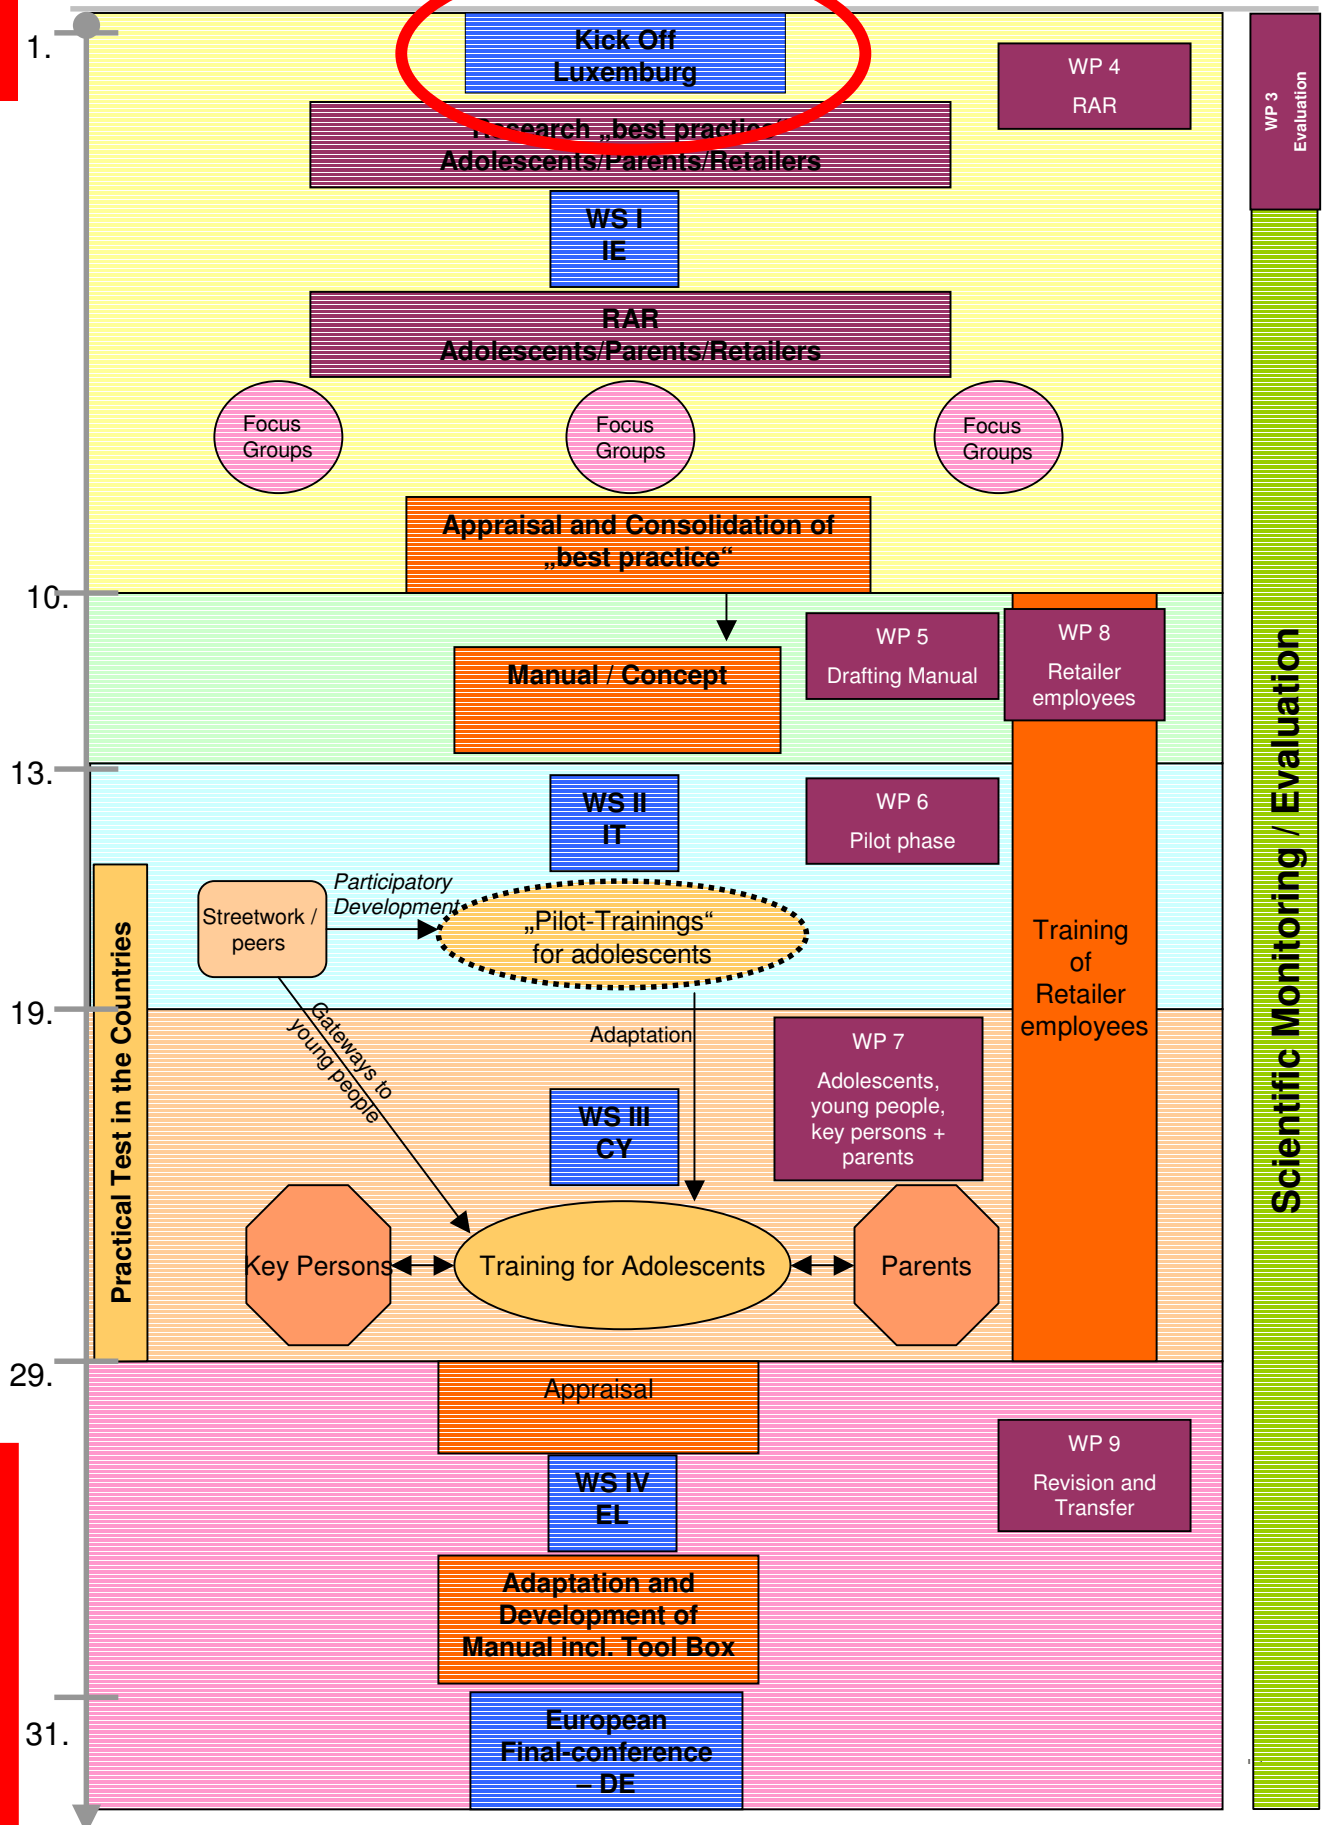 1.
Kick Off
Luxemburg
WP 4
RAR
WP 3
Evaluation
Research „best practice“
Adolescents/Parents/Retailers
WS I
IE
RAR
Adolescents/Parents/Retailers
Focus
Groups
Focus
Groups
Focus
Groups
Appraisal and Consolidation of
„best practice“
10.
Manual / Concept
WP 5
Drafting Manual
WP 8
Retailer
employees
Scientific Monitoring / Evaluation
13.
WS II
IT
WP 6
Pilot phase
Practical Test in the Countries
Streetwork /
peers
Participatory
Development
„Pilot-Trainings“
for adolescents
Training
of
Retailer
employees
19.
Gateways to
young people
Adaptation
WP 7
Adolescents,
young people,
key persons +
parents
WS III
CY
Key Persons
Training for Adolescents
Parents
29.
Appraisal
WS IV
EL
WP 9
Revision and
Transfer
Adaptation and
Development of
Manual incl. Tool Box
31.
European
Final-conference
– DE